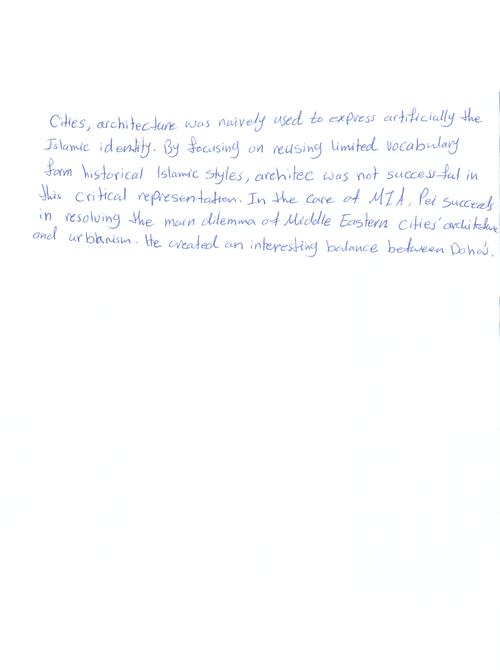 Cities, architecture was naively used to express artificially the
Islamic identity. By focusing on reusing limited vocabulary
form historical Islamic styles, architec was not successful in
this critical representation. In the care of MIA, Pei succeeds
in resolving the main dilemma of Middle Eastern Cities' architecture
and urbanism. He created an interesting balance between Doha's.